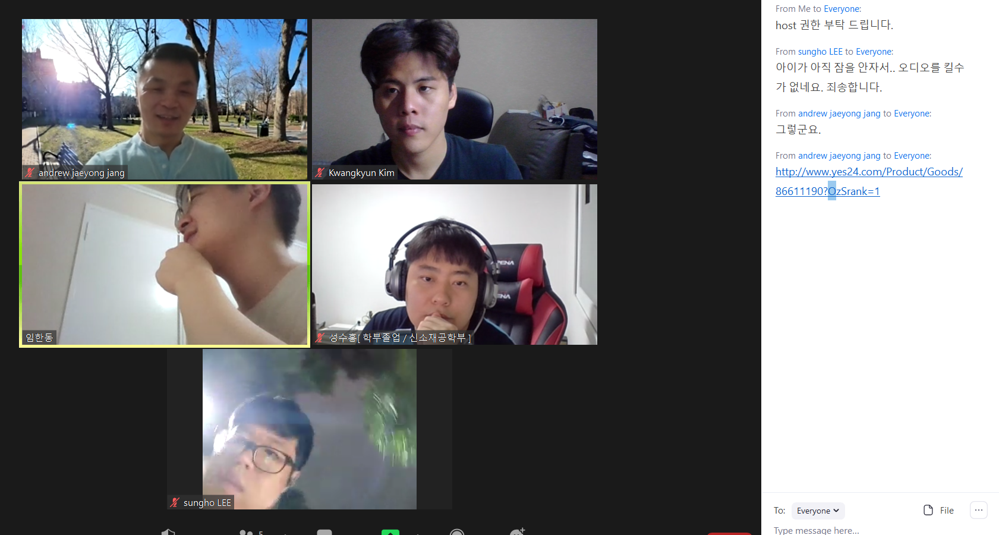 andrew jaeyong jang
Kwangkyun Kim
임한동
성수홍[ 학부졸업 / 신소재공학부 ]
sungho LEE
5
From Me to Everyone:
host 권한 부탁 드립니다.
From sungho LEE to Everyone:
아이가 아직 잠을 안자서.. 오디오를 킬수
가 없네요. 죄송합니다.
From andrew jaeyong jang to Everyone:
그렇군요.
From andrew jaeyong jang to Everyone:
http://www.yes24.com/Product/Goods/
86611190?OzSrank=1
To: Everyone File ...
Type message here...